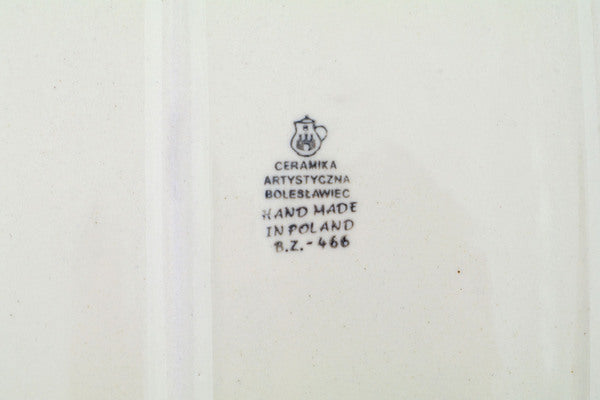 CERAMIKA
ARTYSTYCZNA
BOLESŁAWIEC
HAND MADE
IN POLAND
B.Z.-466